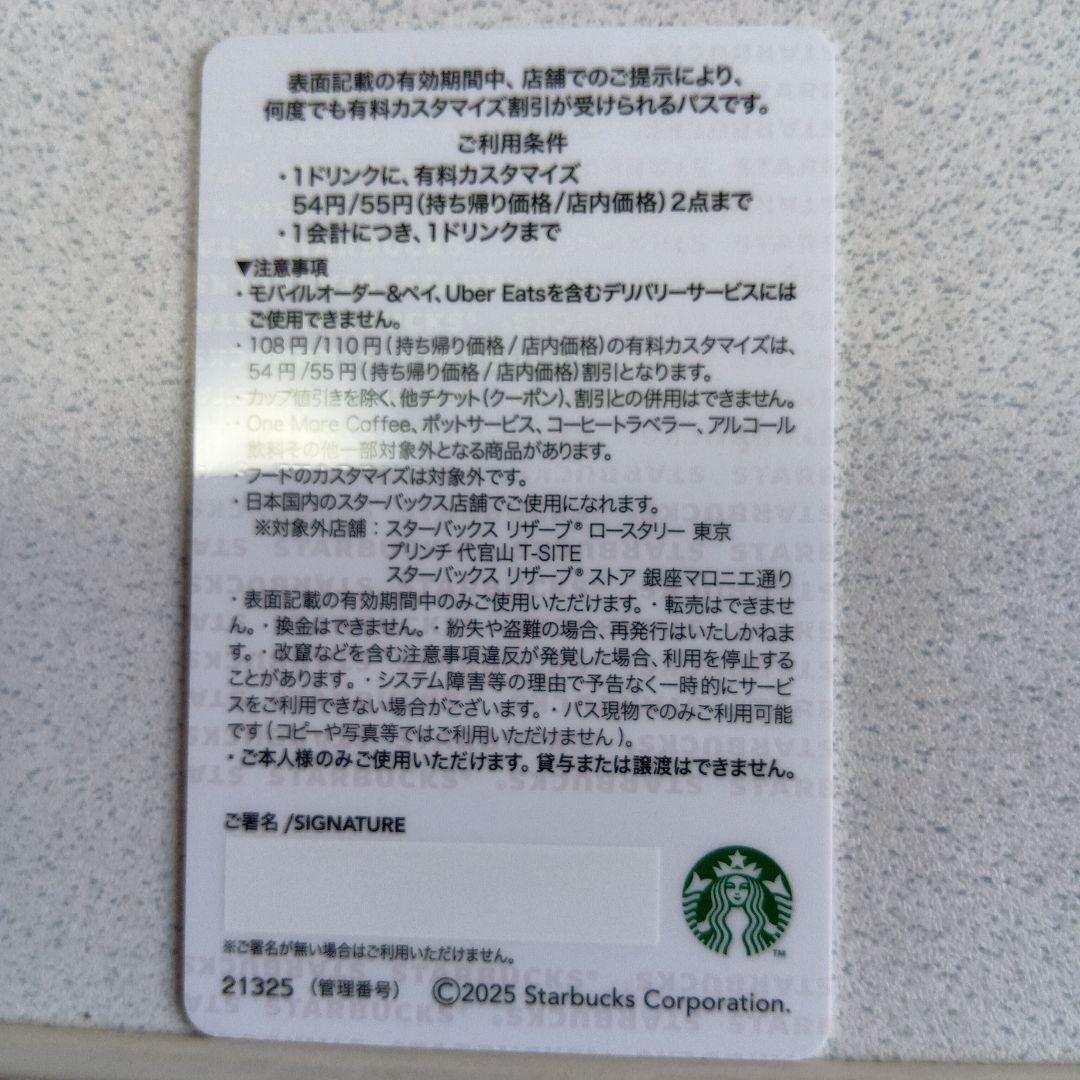 表面記載の有効期間中、店舗でのご提示により、
何度でも有料カスタマイズ割引が受けられるパスです。
ご利用条件
・1ドリンクに、有料カスタマイズ
54円/55円(持ち帰り価格/店内価格)2点まで
・1会計につき、1ドリンクまで
▼注意事項
・モバイルオーダー&ペイ、Uber Eatsを含むデリバリーサービスには
ご使用できません。
・108円/110円(持ち帰り価格/店内価格)の有料カスタマイズは、
54円/55円(持ち帰り価格/店内価格)割引となります。
・カップ値引きを除く、他チケット(クーポン)、割引との併用はできません。
・One More Coffee、ポットサービス、コーヒートラベラー、アルコール
飲料その他一部対象外となる商品があります。
・フードのカスタマイズは対象外です。
・日本国内のスターバックス店舗でご使用になれます。
※対象外店舗：スターバックス リザーブ® ロースタリー 東京
プリンチ 代官山 T-SITE
スターバックス リザーブ® ストア 銀座マロニエ通り
・表面記載の有効期間中のみご使用いただけます。・転売はできませ
ん。・換金はできません。・紛失や盗難の場合、再発行はいたしかねま
す。・改竄などを含む注意事項違反が発覚した場合、利用を停止する
ことがあります。・システム障害等の理由で予告なく一時的にサービ
スをご利用できない場合がございます。・パス現物でのみご利用可能
です(コピーや写真等ではご利用いただけません)。
・ご本人様のみご使用いただけます。貸与または譲渡はできません。
ご署名/SIGNATURE
TM
※ご署名が無い場合はご利用いただけません。
21325（管理番号） ©2025 Starbucks Corporation.